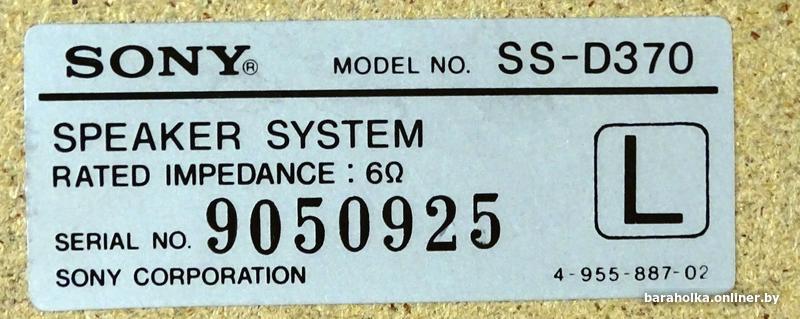 SONY® MODEL NO. SS-D370
SPEAKER SYSTEM
RATED IMPEDANCE : 6Ω
L
SERIAL NO. 9050925
SONY CORPORATION 4-955-887-02
baraholka.onliner.by